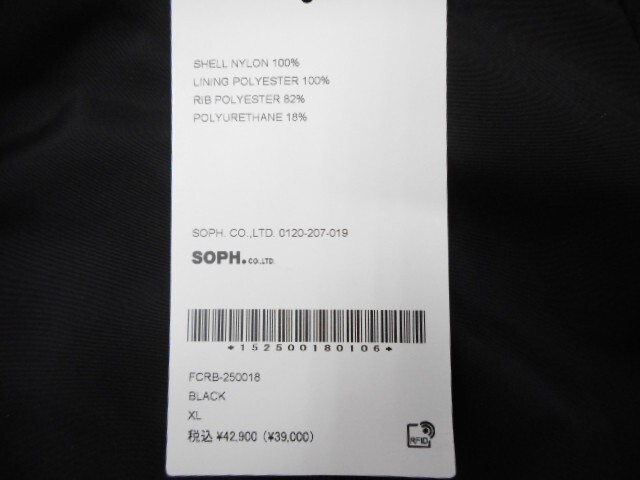 SHELL NYLON 100%
LINING POLYESTER 100%
RIB POLYESTER 82%
POLYURETHANE 18%
SOPH. CO.,LTD. 0120-207-019
SOPH. CO.,LTD.
*152500180106*
FCRB-250018
BLACK
XL
税込 ¥42,900 (¥39,000)
RFID